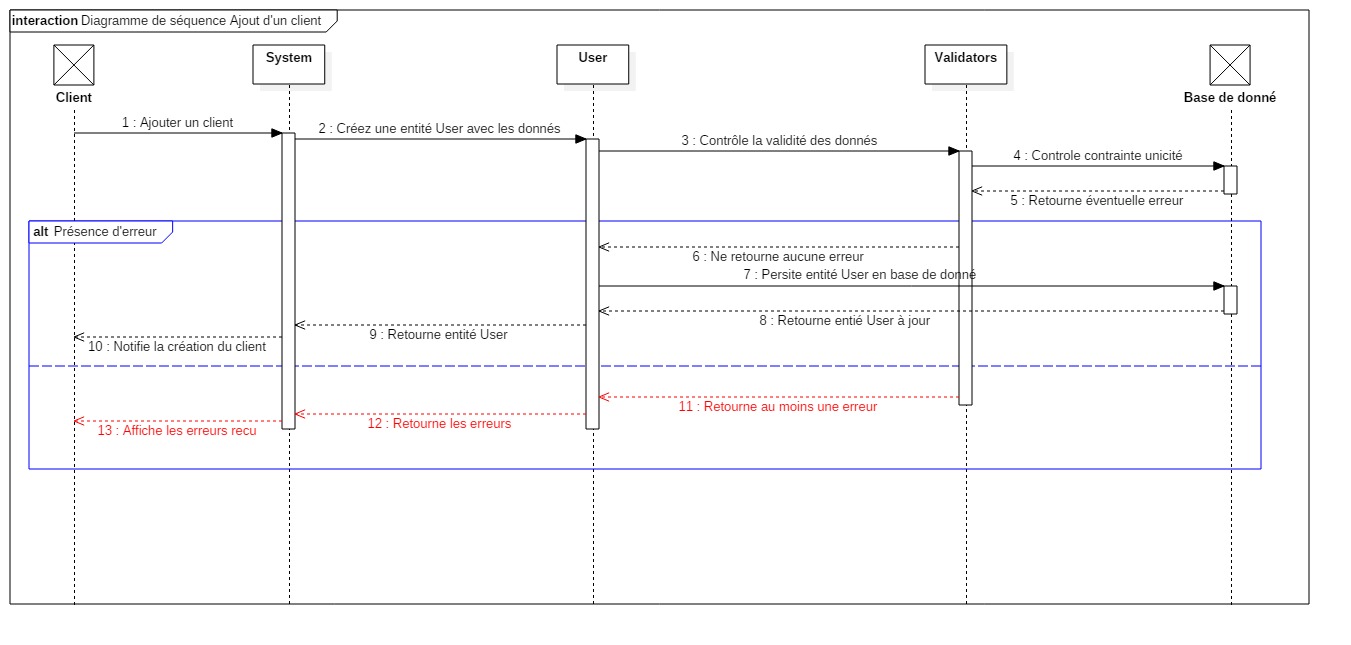 interaction Diagramme de séquence Ajout d'un client
System
User
Validators
Client
Base de donné
1 : Ajouter un client
2 : Créez une entité User avec les donnés
3 : Contrôle la validité des donnés
4 : Controle contrainte unicité
5 : Retourne éventuelle erreur
alt Présence d'erreur
6 : Ne retourne aucune erreur
7 : Persite entité User en base de donné
8 : Retourne entié User à jour
9 : Retourne entité User
10 : Notifie la création du client
11 : Retourne au moins une erreur
12 : Retourne les erreurs
13 : Affiche les erreurs recu